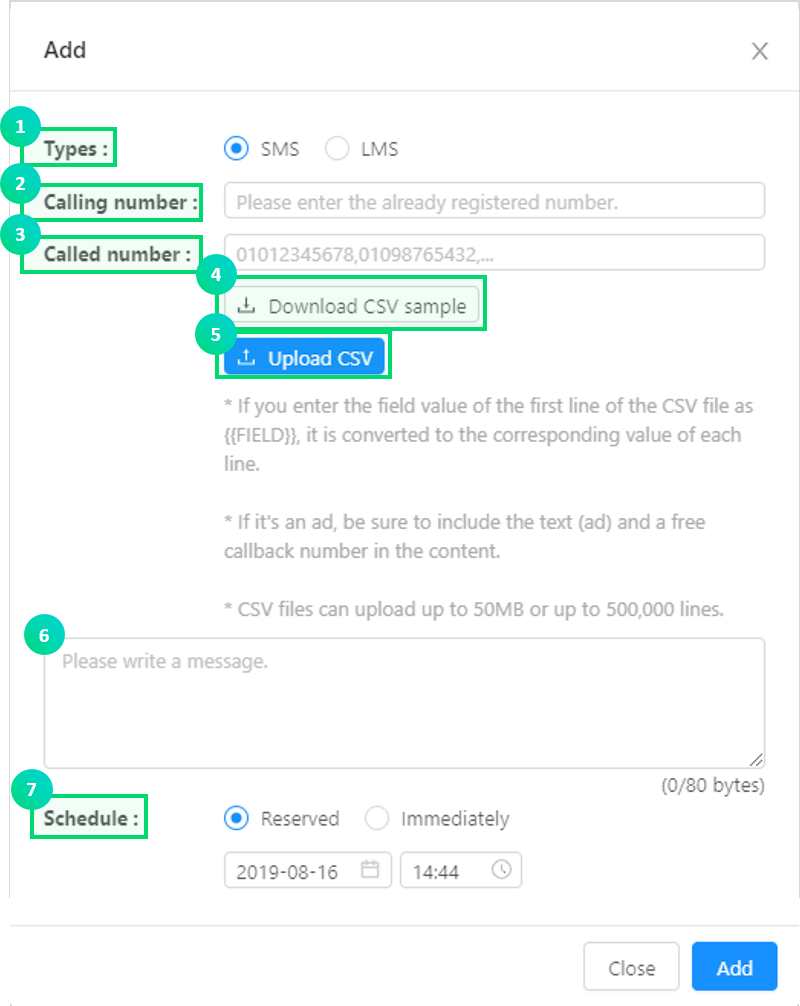 Add
1
Types :
SMS
LMS
2
Calling number :
Please enter the already registered number.
3
Called number :
01012345678,01098765432,...
4
Download CSV sample
5
Upload CSV
* If you enter the field value of the first line of the CSV file as
{{FIELD}}, it is converted to the corresponding value of each
line.
* If it's an ad, be sure to include the text (ad) and a free
callback number in the content.
* CSV files can upload up to 50MB or up to 500,000 lines.
6
Please write a message.
(0/80 bytes)
7
Schedule :
Reserved
Immediately
2019-08-16
14:44
Close
Add